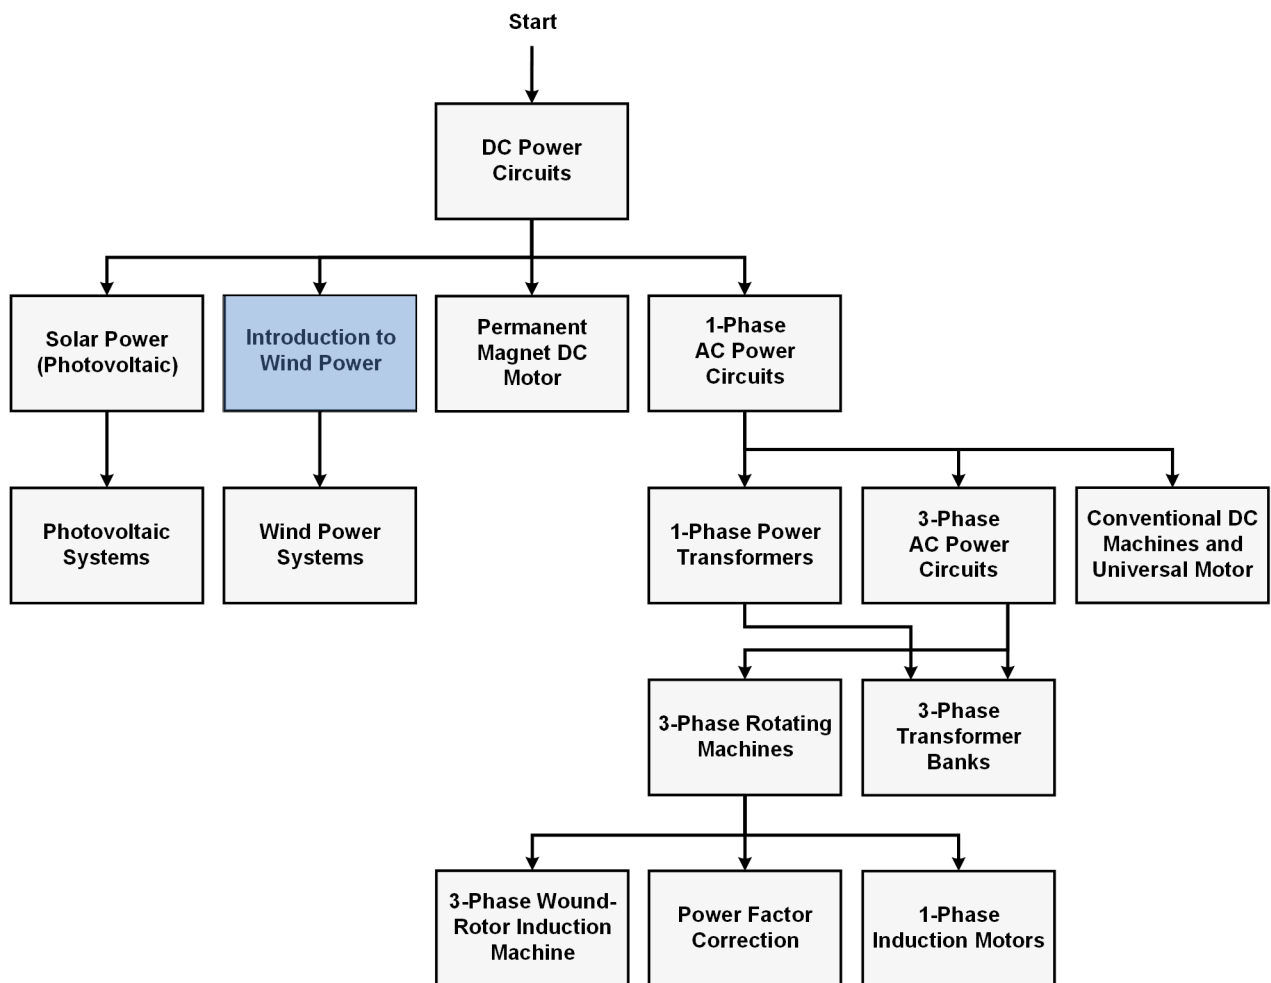 Start
DC Power
Circuits
Solar Power
(Photovoltaic)
Introduction to
Wind Power
Permanent
Magnet DC
Motor
1-Phase
AC Power
Circuits
Photovoltaic
Systems
Wind Power
Systems
1-Phase Power
Transformers
3-Phase
AC Power
Circuits
Conventional DC
Machines and
Universal Motor
3-Phase Rotating
Machines
3-Phase
Transformer
Banks
3-Phase Wound-
Rotor Induction
Machine
Power Factor
Correction
1-Phase
Induction Motors